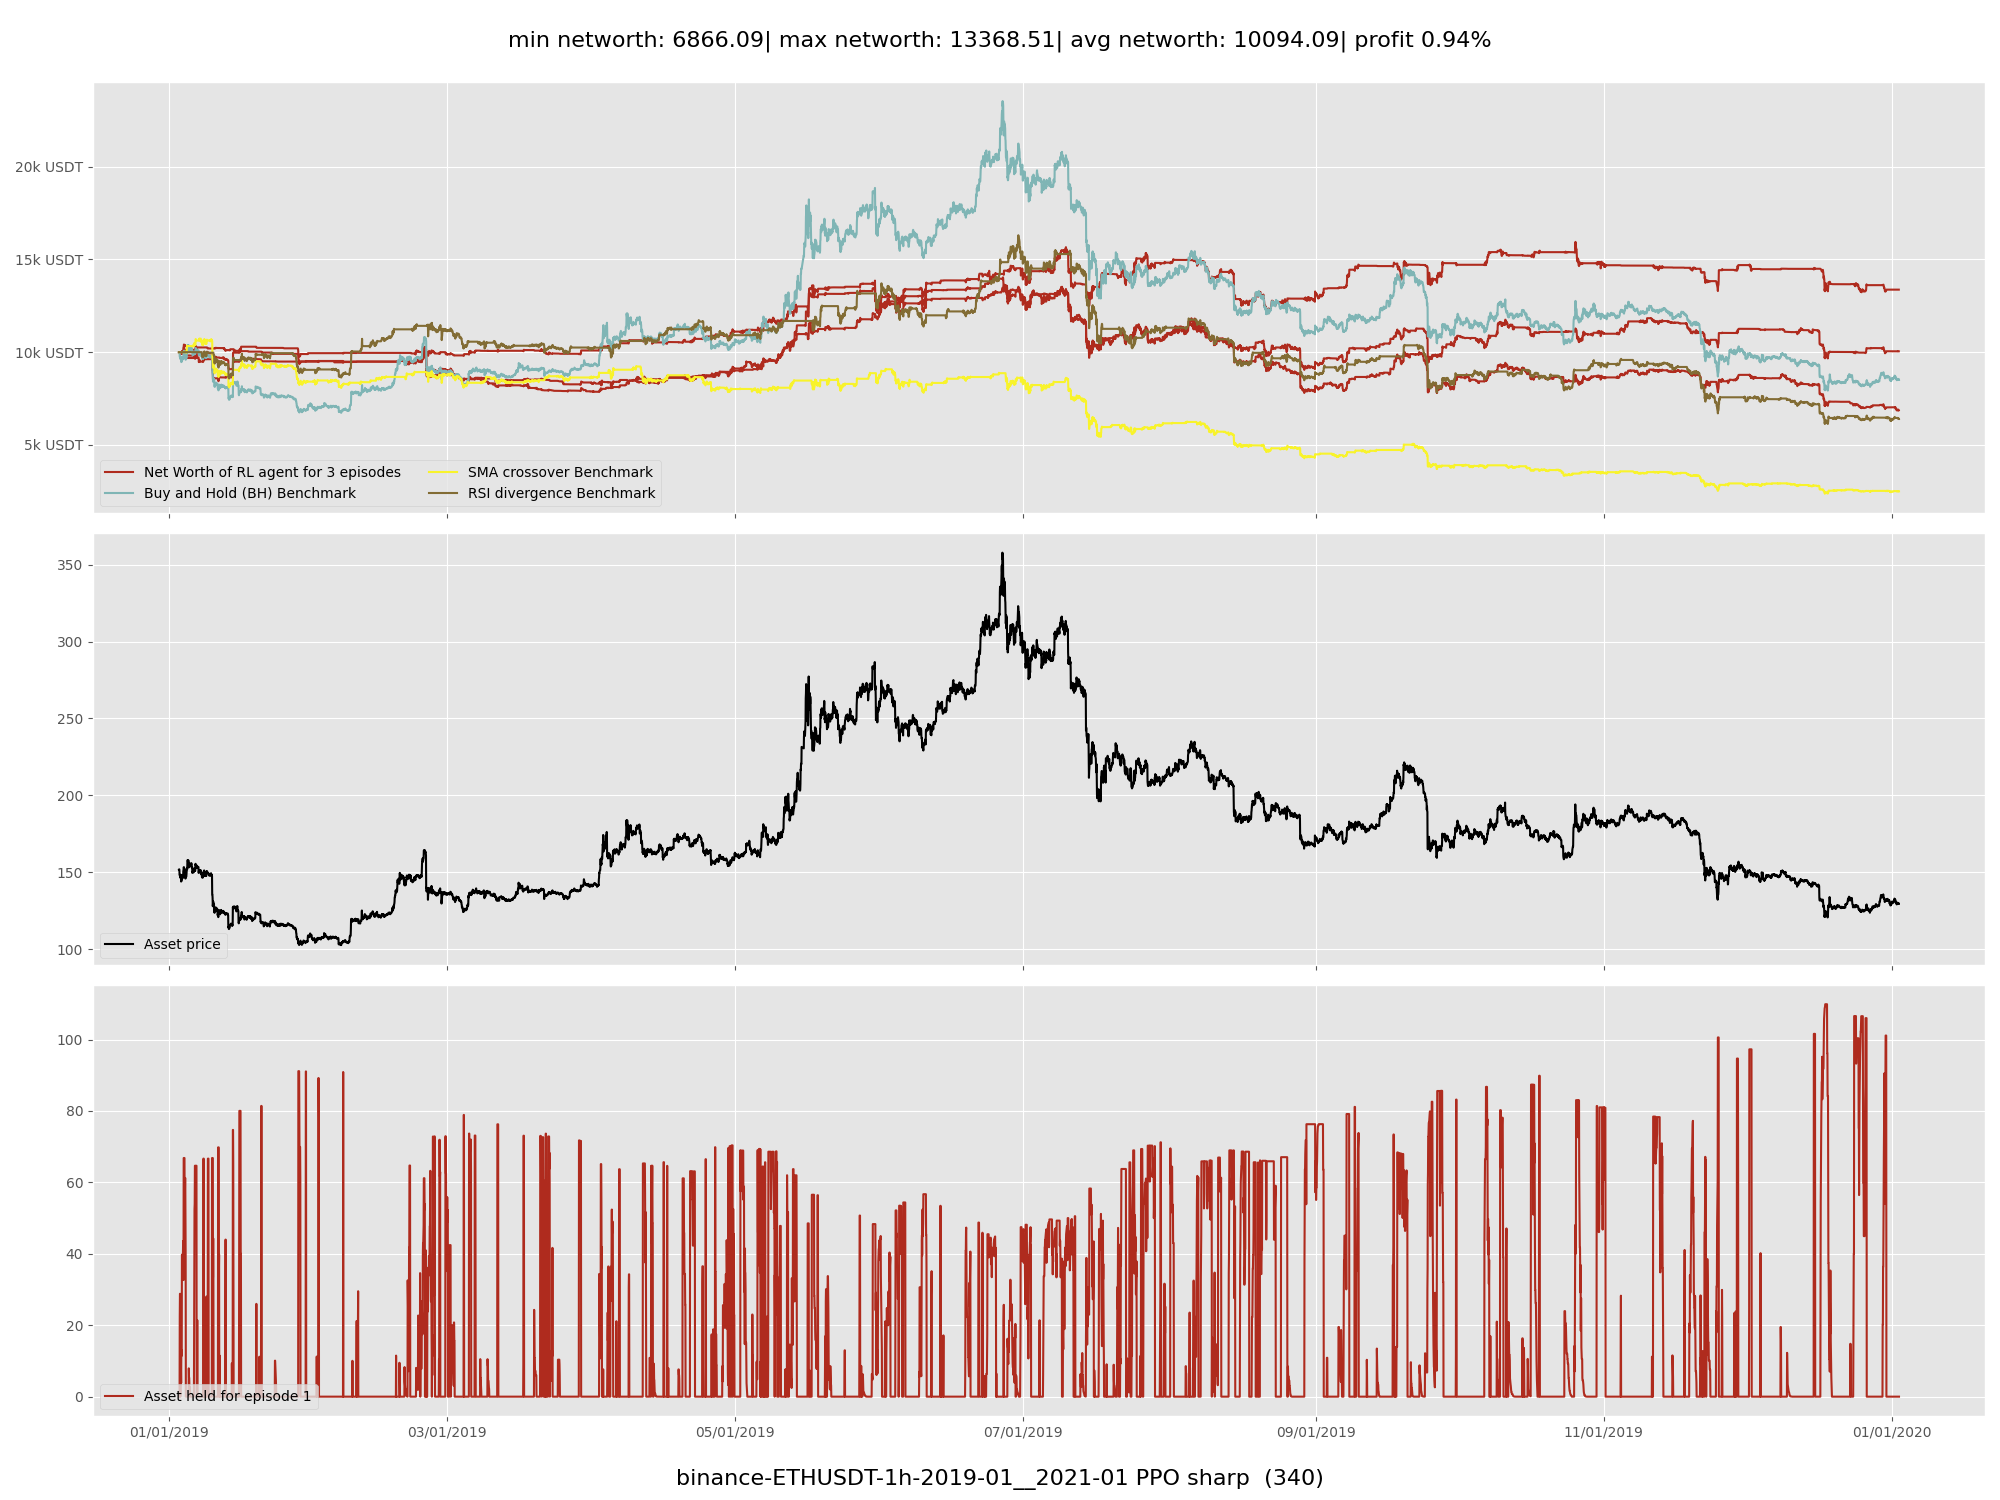 min networth: 6866.09| max networth: 13368.51| avg networth: 10094.09| profit 0.94%
20k USDT
15k USDT
10k USDT
5k USDT
Net Worth of RL agent for 3 episodes
Buy and Hold (BH) Benchmark
SMA crossover Benchmark
RSI divergence Benchmark
350
300
250
200
150
100
Asset price
100
80
60
40
20
0
Asset held for episode 1
01/01/2019 03/01/2019 05/01/2019 07/01/2019 09/01/2019 11/01/2019 01/01/2020
binance-ETHUSDT-1h-2019-01__2021-01 PPO sharp (340)